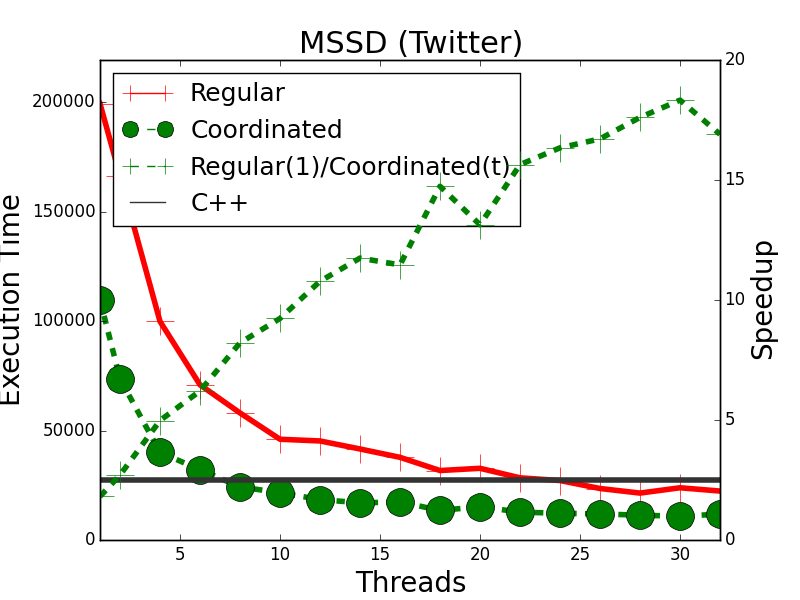 MSSD (Twitter)
Regular
Coordinated
Regular(1)/Coordinated(t)
C++
Execution Time
200000
150000
100000
50000
0
Speedup
20
15
10
5
0
5 10 15 20 25 30
Threads